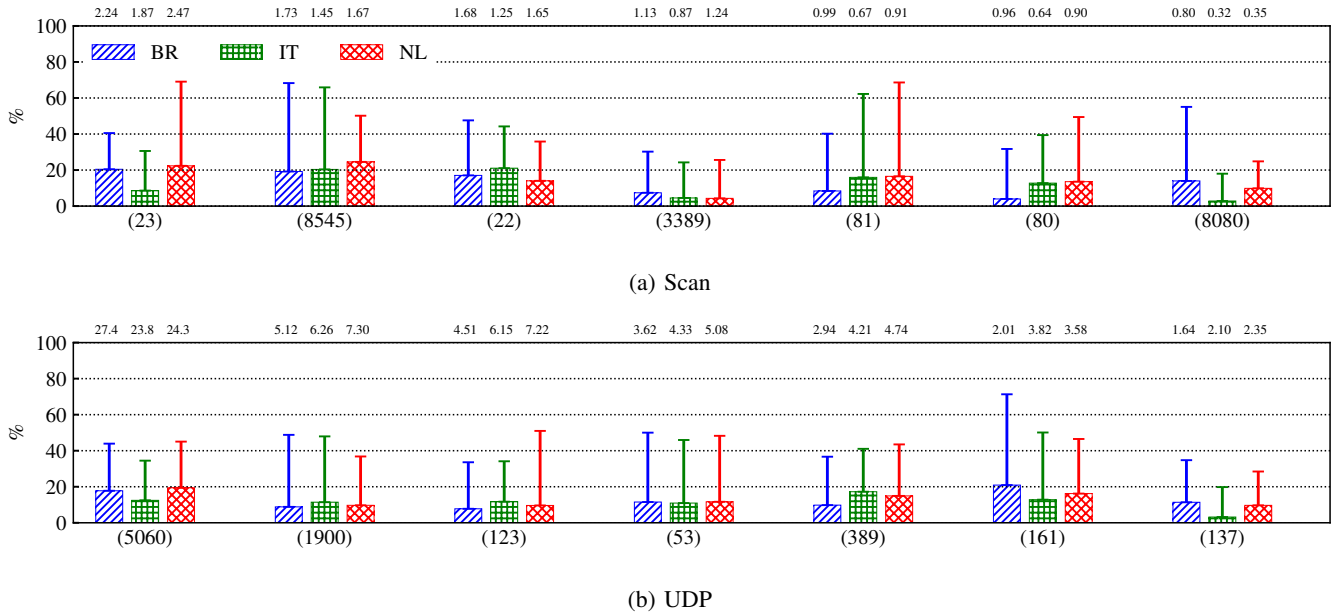 2.24 1.87 2.47 1.73 1.45 1.67 1.68 1.25 1.65 1.13 0.87 1.24 0.99 0.67 0.91 0.96 0.64 0.90 0.80 0.32 0.35
100
80
60
40
20
0
%
BR IT NL
(23) (8545) (22) (3389) (81) (80) (8080)
(a) Scan
27.4 23.8 24.3 5.12 6.26 7.30 4.51 6.15 7.22 3.62 4.33 5.08 2.94 4.21 4.74 2.01 3.82 3.58 1.64 2.10 2.35
100
80
60
40
20
0
%
(5060) (1900) (123) (53) (389) (161) (137)
(b) UDP